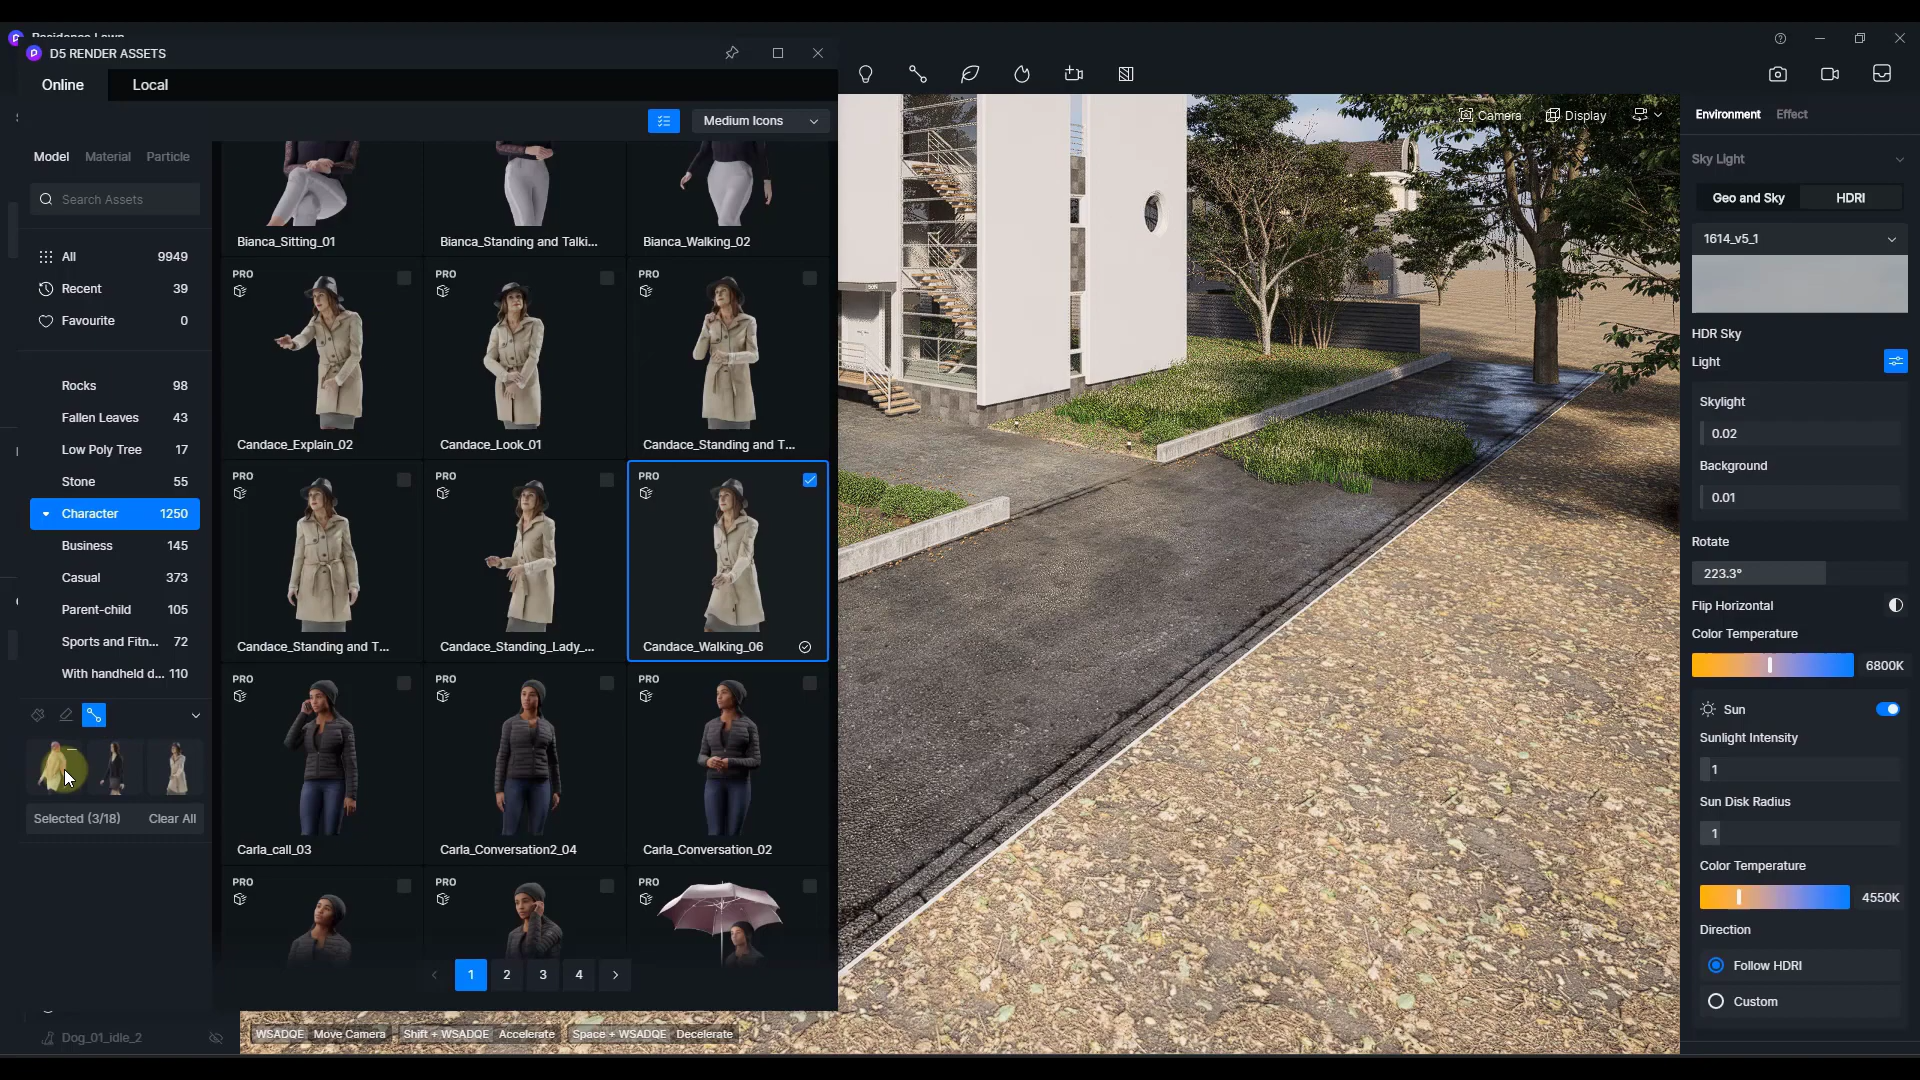 D5 RENDER ASSETS
Online
Local
Medium Icons
Camera
Display
Environment
Effect
Model
Material
Particle
Search Assets
All 9949
Recent 39
Favourite 0
Rocks 98
Fallen Leaves 43
Low Poly Tree 17
Stone 55
Character 1250
Business 145
Casual 373
Parent-child 105
Sports and Fitn... 72
With handheld d... 110
Selected (3/18)
Clear All
Dog_01_idle_2
Bianca_Sitting_01
Bianca_Standing and Talki...
Bianca_Walking_02
PRO
PRO
PRO
Candace_Explain_02
Candace_Look_01
Candace_Standing and T...
PRO
PRO
PRO
Candace_Standing and T...
Candace_Standing_Lady_...
Candace_Walking_06
PRO
PRO
PRO
Carla_call_03
Carla_Conversation2_04
Carla_Conversation_02
PRO
PRO
PRO
1
2
3
4
WSADQE Move Camera
Shift + WSADQE Accelerate
Space + WSADQE Decelerate
Sky Light
Geo and Sky
HDRI
1614_v5_1
HDR Sky
Light
Skylight
0.02
Background
0.01
Rotate
223.3°
Flip Horizontal
Color Temperature
6800K
Sun
Sunlight Intensity
1
Sun Disk Radius
1
Color Temperature
4550K
Direction
Follow HDRI
Custom